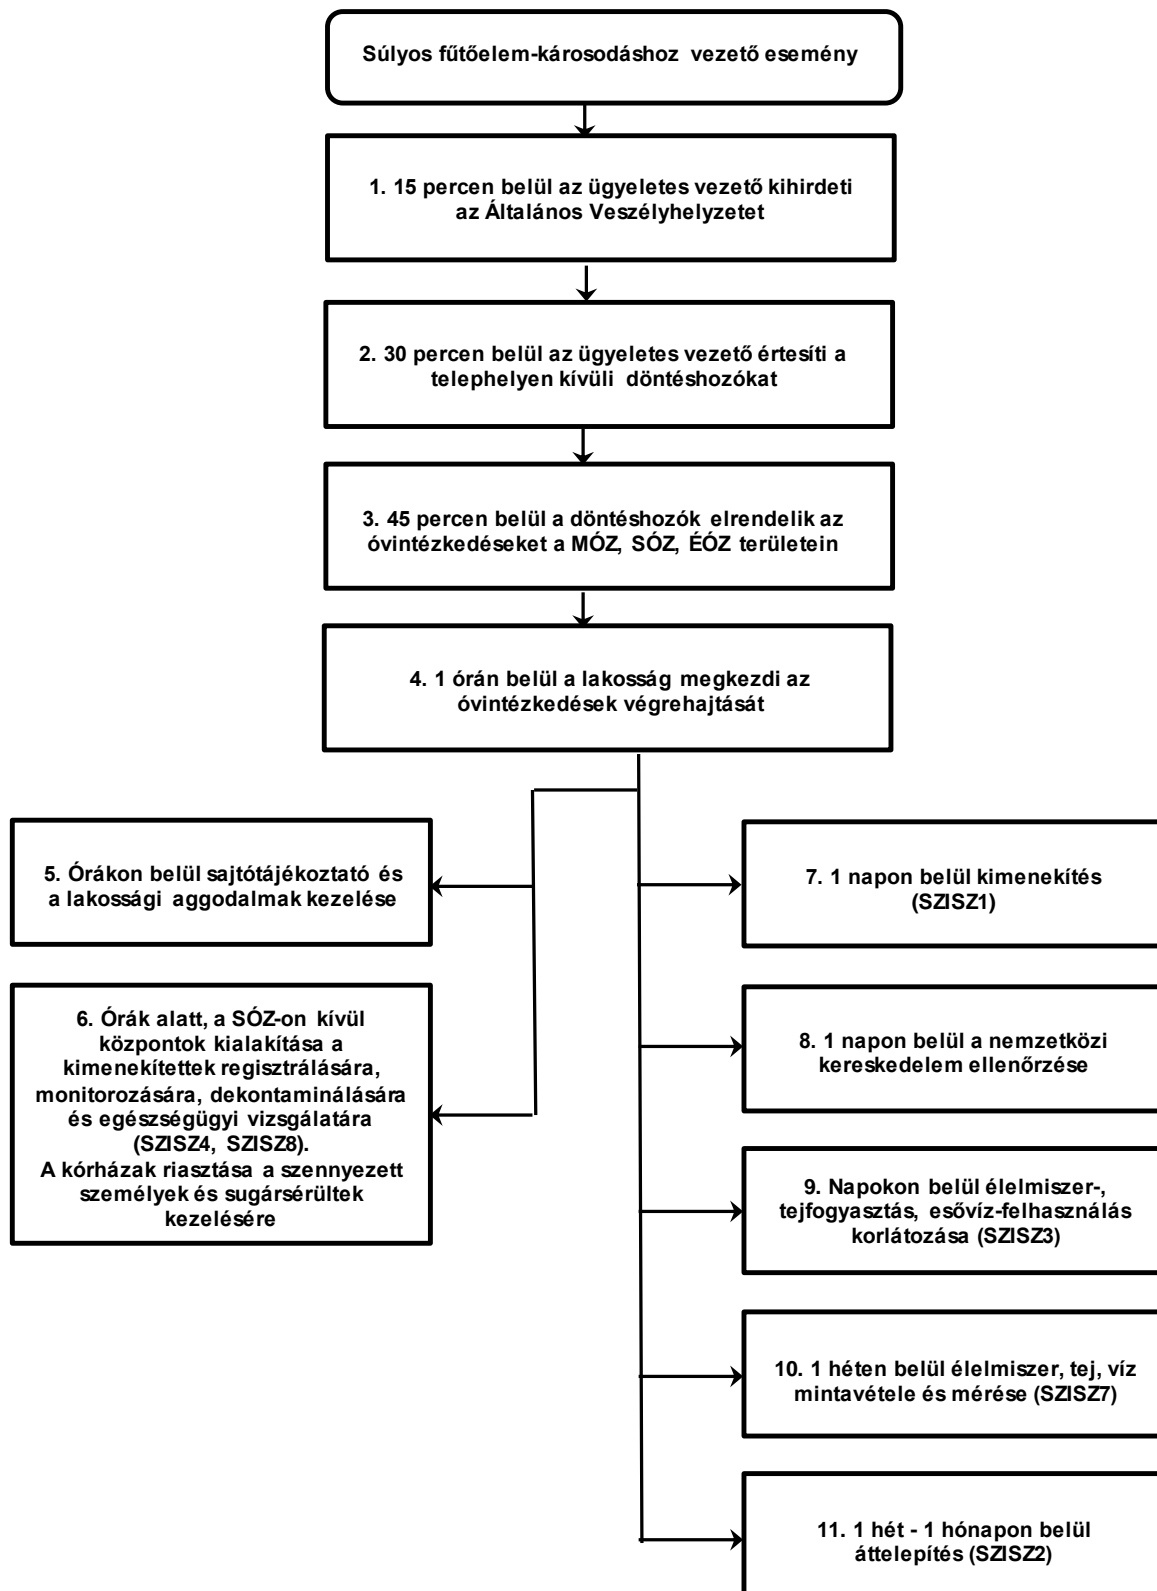 Súlyos fűtőelem-károsodáshoz vezető esemény
1. 15 percen belül az ügyeletes vezető kihirdeti
az Általános Veszélyhelyzetet
2. 30 percen belül az ügyeletes vezető értesíti a
telephelyen kívüli döntéshozókat
3. 45 percen belül a döntéshozók elrendelik az
óvintézkedéseket a MÓZ, SÓZ, ÉÓZ területein
4. 1 órán belül a lakosság megkezdi az
óvintézkedések végrehajtását
5. Órákon belül sajtótájékoztató és
a lakossági aggodalmak kezelése
6. Órák alatt, a SÓZ-on kívül
központok kialakítása a
kimenekítettek regisztrálására,
monitorozására, dekontaminálására
és egészségügyi vizsgálatára
(SZISZ4, SZISZ8).
A kórházak riasztása a szennyezett
személyek és sugársérültek
kezelésére
7. 1 napon belül kimenekítés
(SZISZ1)
8. 1 napon belül a nemzetközi
kereskedelem ellenőrzése
9. Napokon belül élelmiszer-,
tejfogyasztás, esővíz-felhasználás
korlátozása (SZISZ3)
10. 1 héten belül élelmiszer, tej, víz
mintavétele és mérése (SZISZ7)
11. 1 hét - 1 hónapon belül
áttelepítés (SZISZ2)